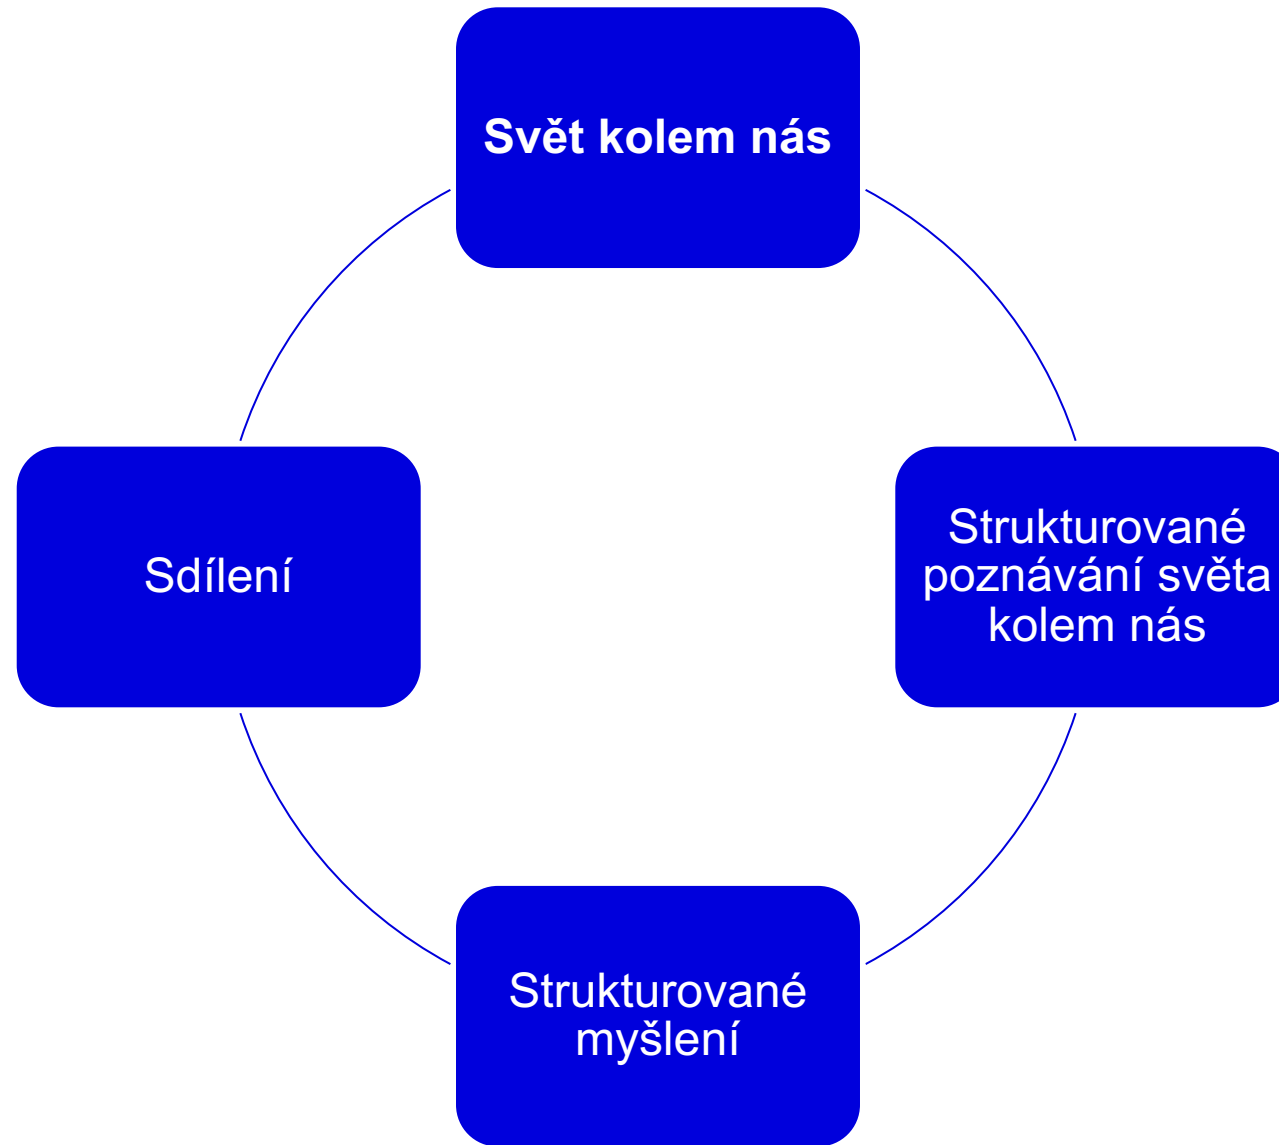 Svět kolem nás
Strukturované
poznávání světa
kolem nás
Sdílení
Strukturované
myšlení